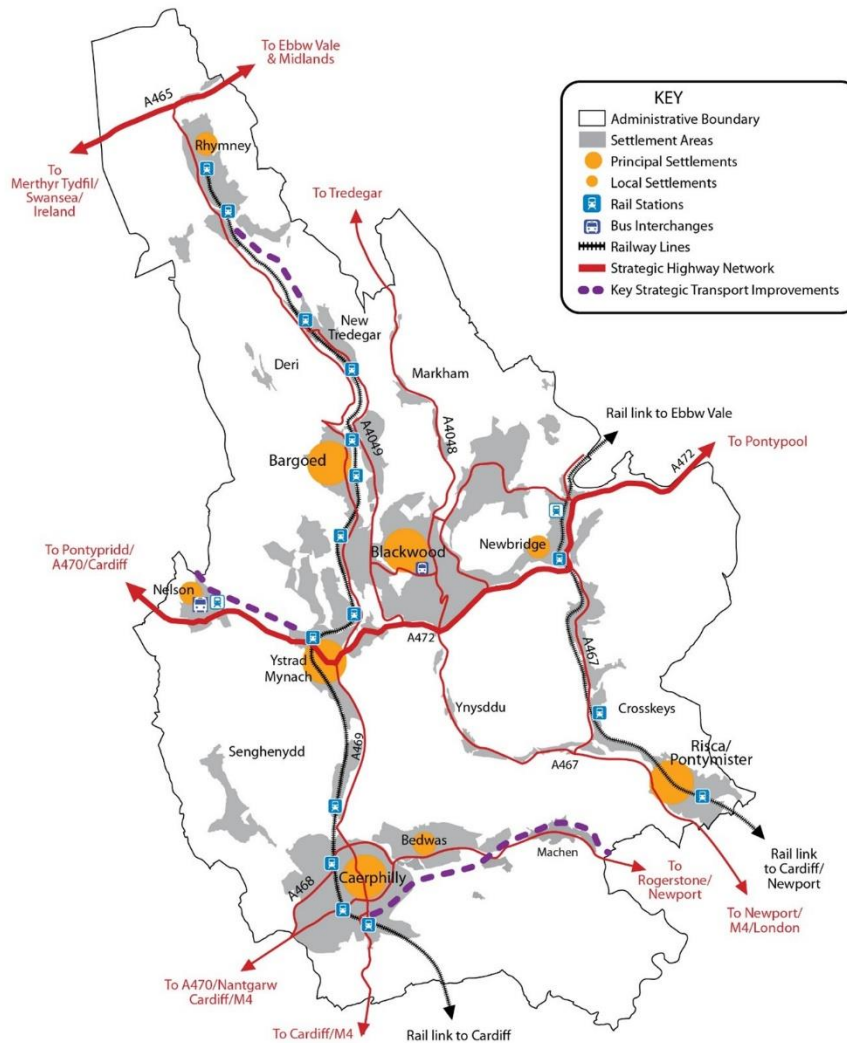 To Ebbw Vale
& Midlands
A465
Rhymney
To
Merthyr Tydfil/
Swansea/
Ireland
To Tredegar
KEY
Administrative Boundary
Settlement Areas
Principal Settlements
Local Settlements
Rail Stations
Bus Interchanges
Railway Lines
Strategic Highway Network
Key Strategic Transport Improvements
New
Tredegar
Deri
Markham
Rail link to Ebbw Vale
A4049
A4048
A472
To Pontypool
Bargoed
To Pontypridd/
A470/Cardiff
Blackwood
Newbridge
Nelson
A472
Ystrad
Mynach
A467
Ynysddu
Crosskeys
Senghenydd
A469
A467
Risca/
Pontymister
Bedwas
Machen
A468
Caerphilly
To
Rogerstone/
Newport
Rail link
to Cardiff/
Newport
To Newport/
M4/London
To A470/Nantgarw
Cardiff/M4
To Cardiff/M4
Rail link to Cardiff